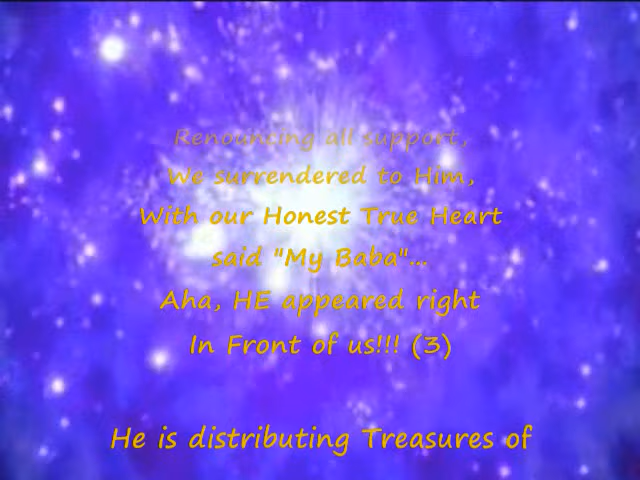 Renouncing all support,
We surrendered to Him,
With our Honest True Heart
said "My Baba"...
Aha, HE appeared right
In Front of us!!! (3)
He is distributing Treasures of